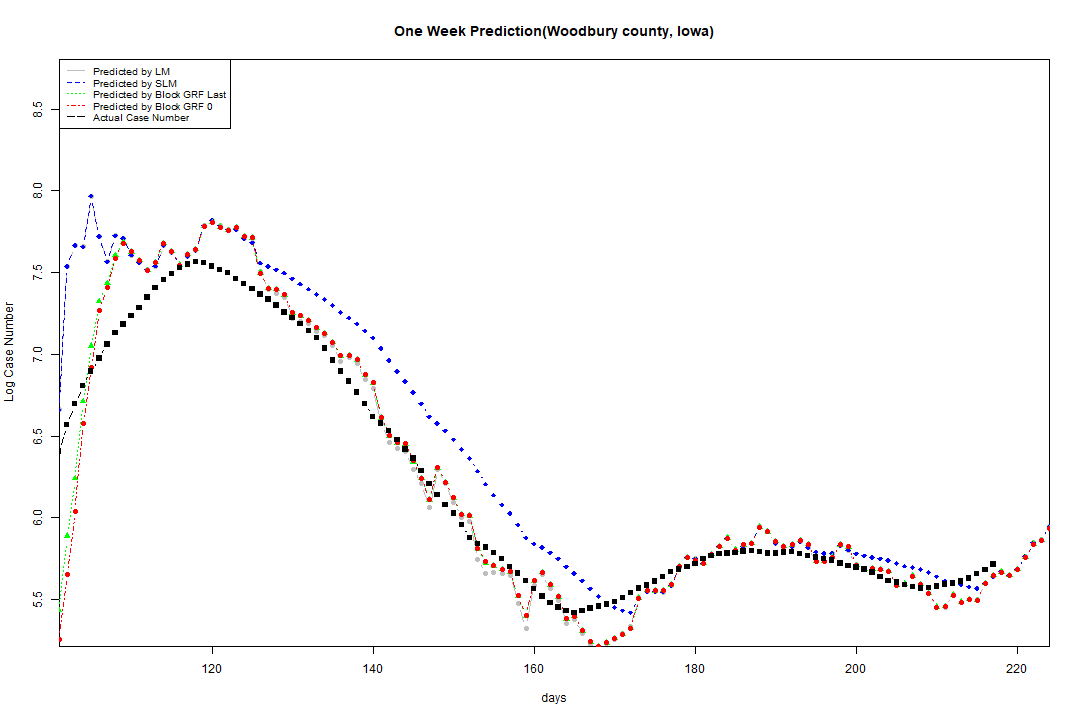 One Week Prediction(Woodbury county, Iowa)
Predicted by LM
Predicted by SLM
Predicted by Block GRF Last
Predicted by Block GRF 0
Actual Case Number
Log Case Number
8.5
8.0
7.5
7.0
6.5
6.0
5.5
120 140 160 180 200 220
days